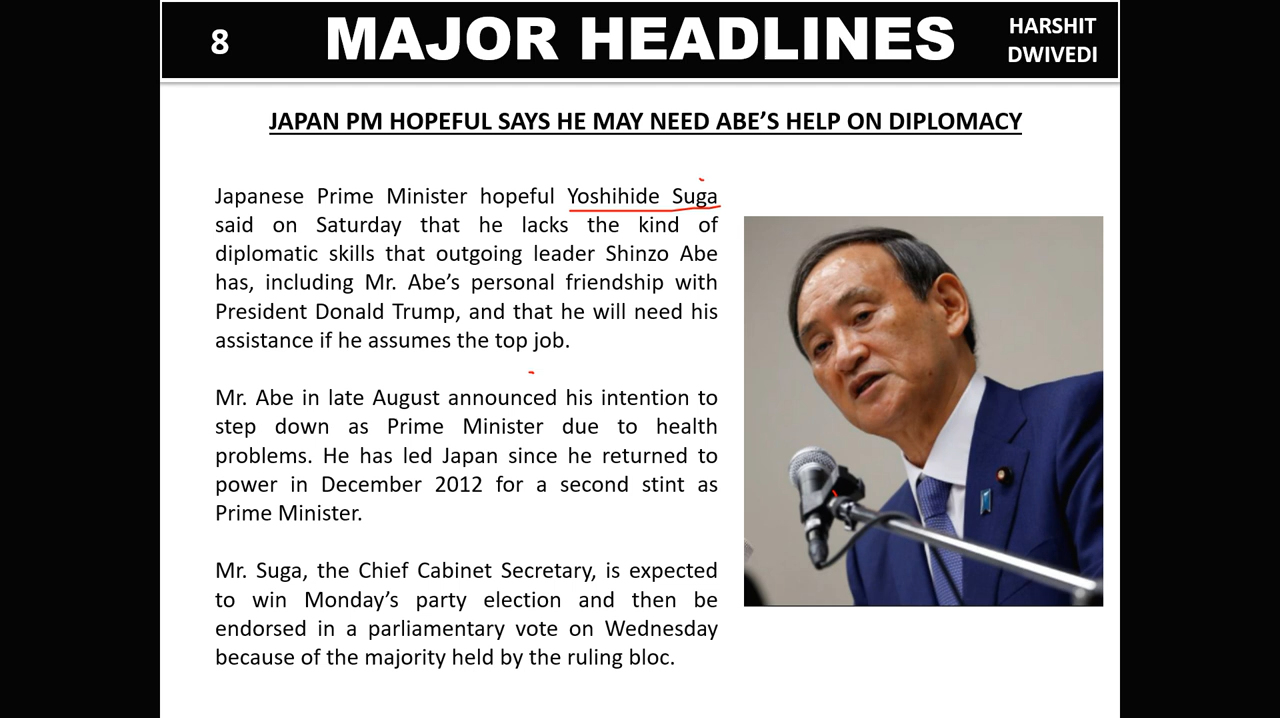 8
MAJOR HEADLINES
HARSHIT
DWIVEDI
JAPAN PM HOPEFUL SAYS HE MAY NEED ABE'S HELP ON DIPLOMACY
Japanese Prime Minister hopeful Yoshihide Suga
said on Saturday that he lacks the kind of
diplomatic skills that outgoing leader Shinzo Abe
has, including Mr. Abe's personal friendship with
President Donald Trump, and that he will need his
assistance if he assumes the top job.
Mr. Abe in late August announced his intention to
step down as Prime Minister due to health
problems. He has led Japan since he returned to
power in December 2012 for a second stint as
Prime Minister.
Mr. Suga, the Chief Cabinet Secretary, is expected
to win Monday's party election and then be
endorsed in a parliamentary vote on Wednesday
because of the majority held by the ruling bloc.